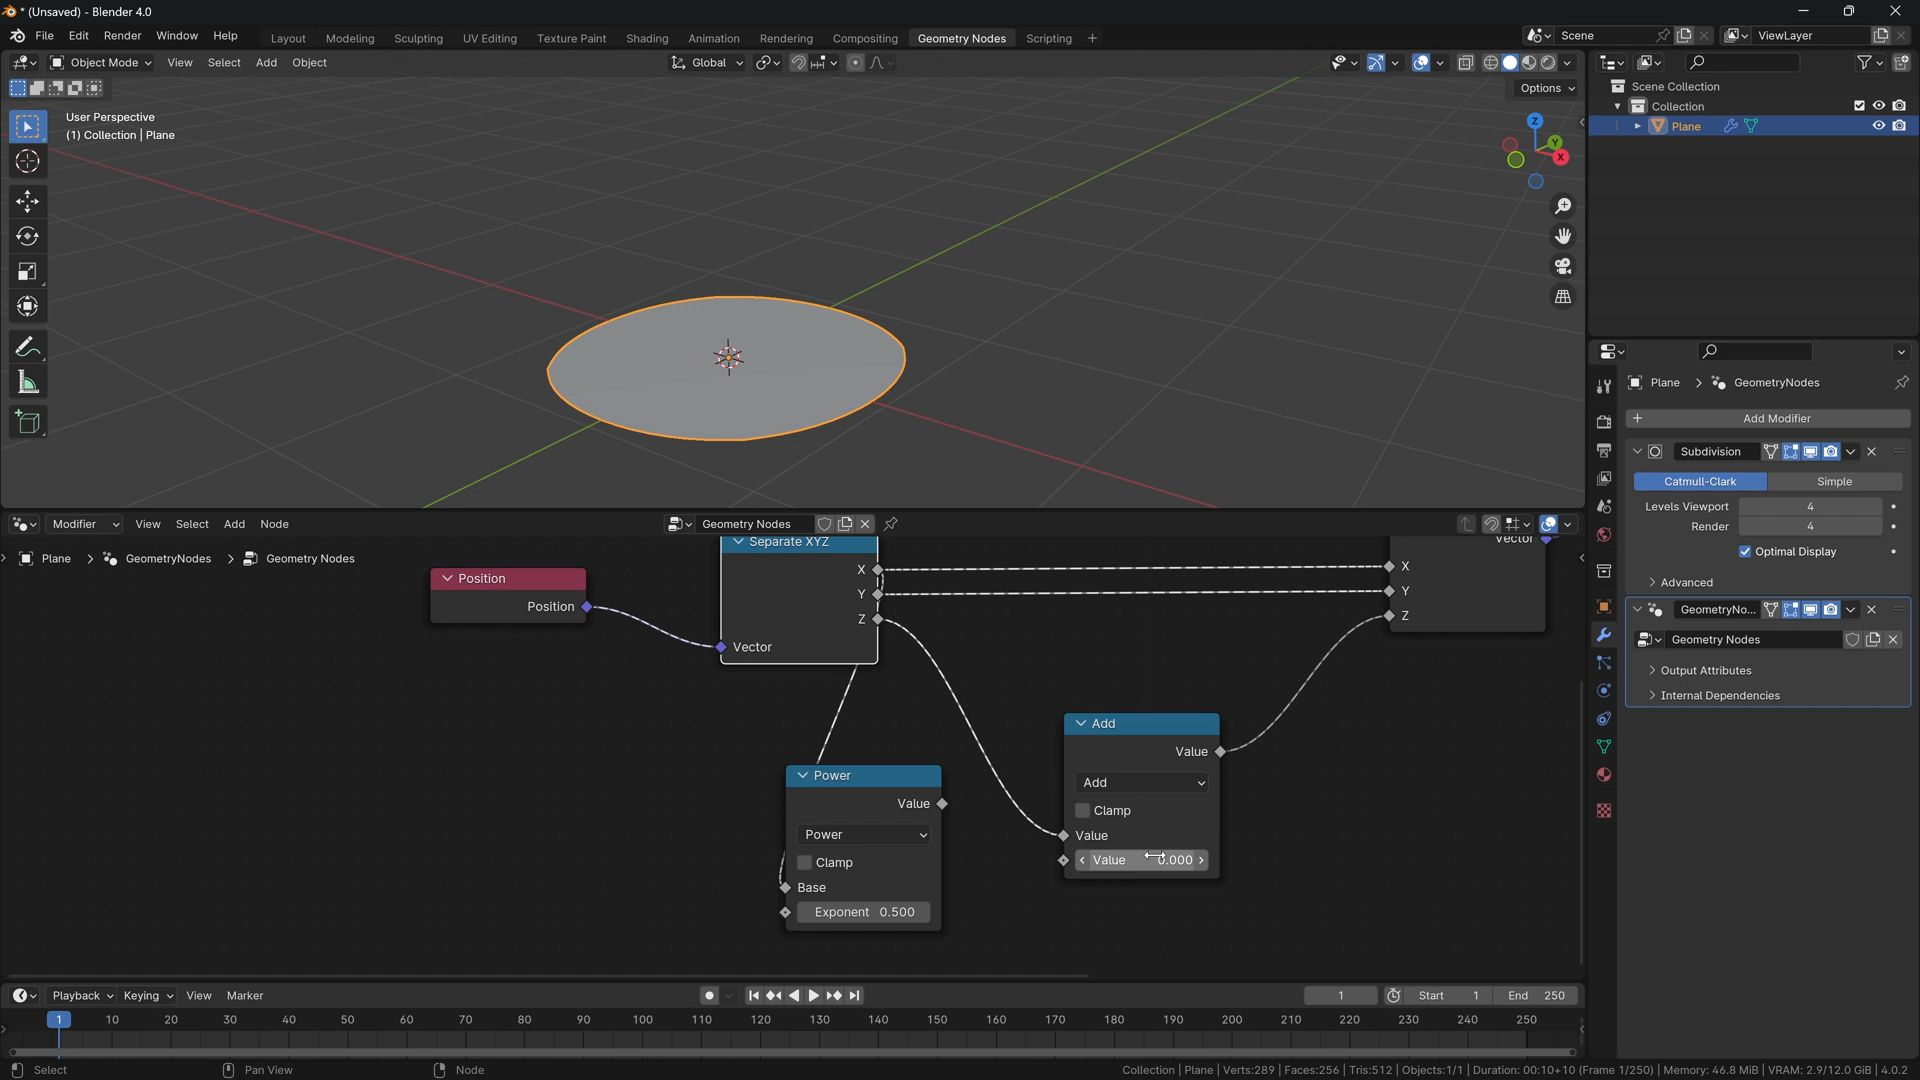 * (Unsaved) - Blender 4.0
File Edit Render Window Help Layout Modeling Sculpting UV Editing Texture Paint Shading Animation Rendering Compositing Geometry Nodes Scripting + Scene ViewLayer
Object Mode View Select Add Object Global
Options
User Perspective
(1) Collection | Plane
Z
Y
X
Scene Collection
Collection
Plane
Plane > GeometryNodes
+ Add Modifier
Subdivision
Catmull-Clark Simple
Levels Viewport 4
Render 4
Optimal Display
Advanced
GeometryNo...
Geometry Nodes
Output Attributes
Internal Dependencies
Modifier View Select Add Node Geometry Nodes
Plane > GeometryNodes > Geometry Nodes
Position
Position
Separate XYZ
X
Y
Z
Vector
Vector
X
Y
Z
Power
Value
Power
Clamp
Base
Exponent 0.500
Add
Value
Add
Clamp
Value
Value 0.000
Playback Keying View Marker 1 Start 1 End 250
1 10 20 30 40 50 60 70 80 90 100 110 120 130 140 150 160 170 180 190 200 210 220 230 240 250
Select Pan View Node Collection | Plane | Verts:289 | Faces:256 | Tris:512 | Objects:1/1 | Duration: 00:10+10 (Frame 1/250) | Memory: 46.8 MiB | VRAM: 2.9/12.0 GiB | 4.0.2